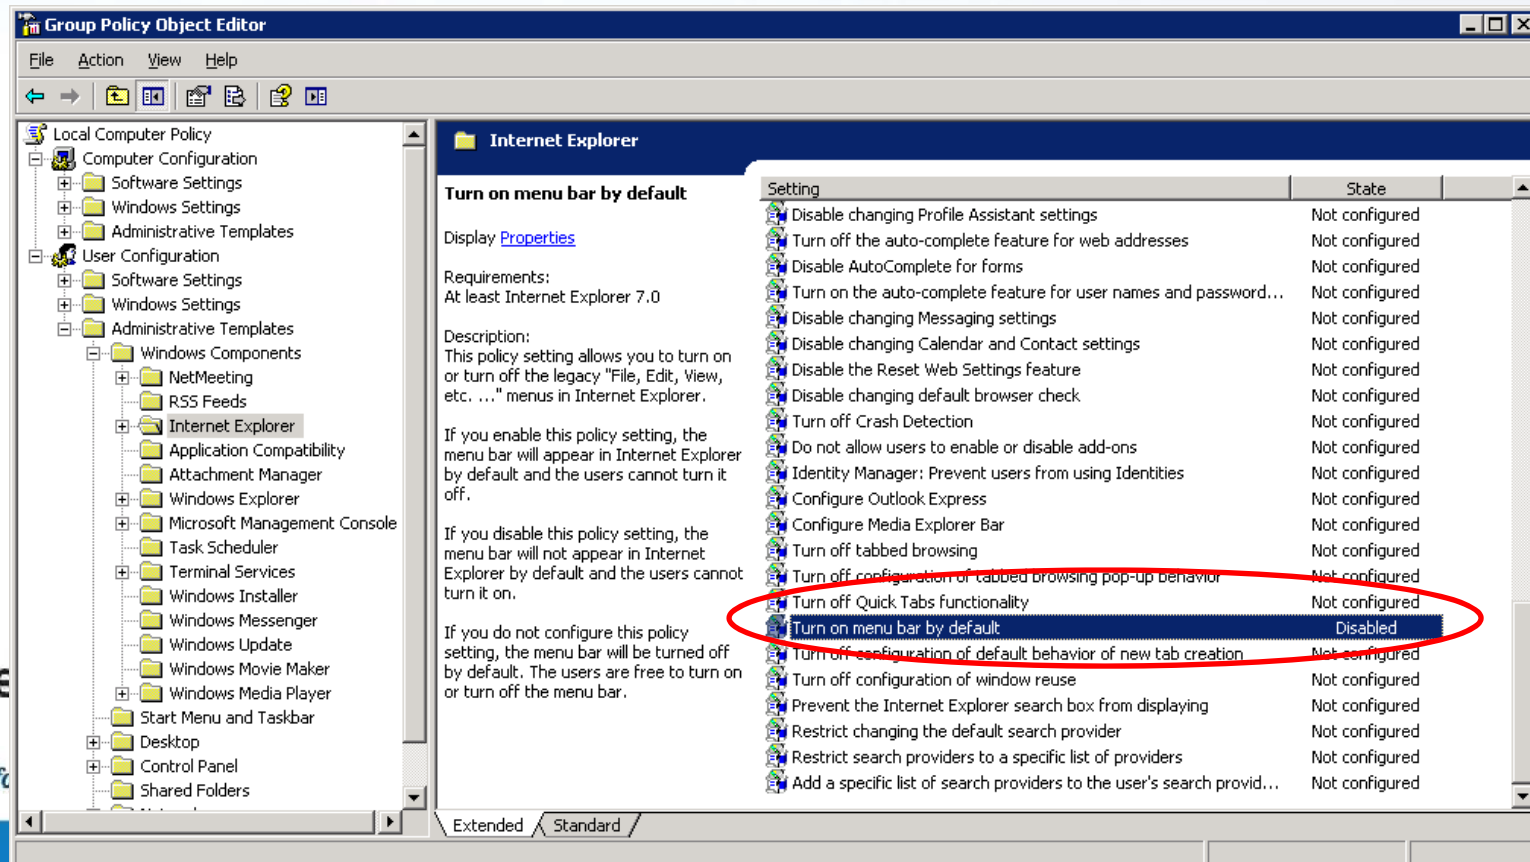 Group Policy Object Editor
File Action View Help
Local Computer Policy
Computer Configuration
Software Settings
Windows Settings
Administrative Templates
User Configuration
Software Settings
Windows Settings
Administrative Templates
Windows Components
NetMeeting
RSS Feeds
Internet Explorer
Application Compatibility
Attachment Manager
Windows Explorer
Microsoft Management Console
Task Scheduler
Terminal Services
Windows Installer
Windows Messenger
Windows Update
Windows Movie Maker
Windows Media Player
Start Menu and Taskbar
Desktop
Control Panel
Shared Folders
Internet Explorer
Turn on menu bar by default
Display Properties
Requirements:
At least Internet Explorer 7.0
Description:
This policy setting allows you to turn on
or turn off the legacy "File, Edit, View,
etc. ..." menus in Internet Explorer.
If you enable this policy setting, the
menu bar will appear in Internet Explorer
by default and the users cannot turn it
off.
If you disable this policy setting, the
menu bar will not appear in Internet
Explorer by default and the users cannot
turn it on.
If you do not configure this policy
setting, the menu bar will be turned off
by default. The users are free to turn on
or turn off the menu bar.
Setting State
Disable changing Profile Assistant settings Not configured
Turn off the auto-complete feature for web addresses Not configured
Disable AutoComplete for forms Not configured
Turn on the auto-complete feature for user names and password... Not configured
Disable changing Messaging settings Not configured
Disable changing Calendar and Contact settings Not configured
Disable the Reset Web Settings feature Not configured
Disable changing default browser check Not configured
Turn off Crash Detection Not configured
Do not allow users to enable or disable add-ons Not configured
Identity Manager: Prevent users from using Identities Not configured
Configure Outlook Express Not configured
Configure Media Explorer Bar Not configured
Turn off tabbed browsing Not configured
Turn off configuration of tabbed browsing pop-up behavior Not configured
Turn off Quick Tabs functionality Not configured
Turn on menu bar by default Disabled
Turn off configuration of default behavior of new tab creation Not configured
Turn off configuration of window reuse Not configured
Prevent the Internet Explorer search box from displaying Not configured
Restrict changing the default search provider Not configured
Restrict search providers to a specific list of providers Not configured
Add a specific list of search providers to the user's search provid... Not configured
Extended Standard